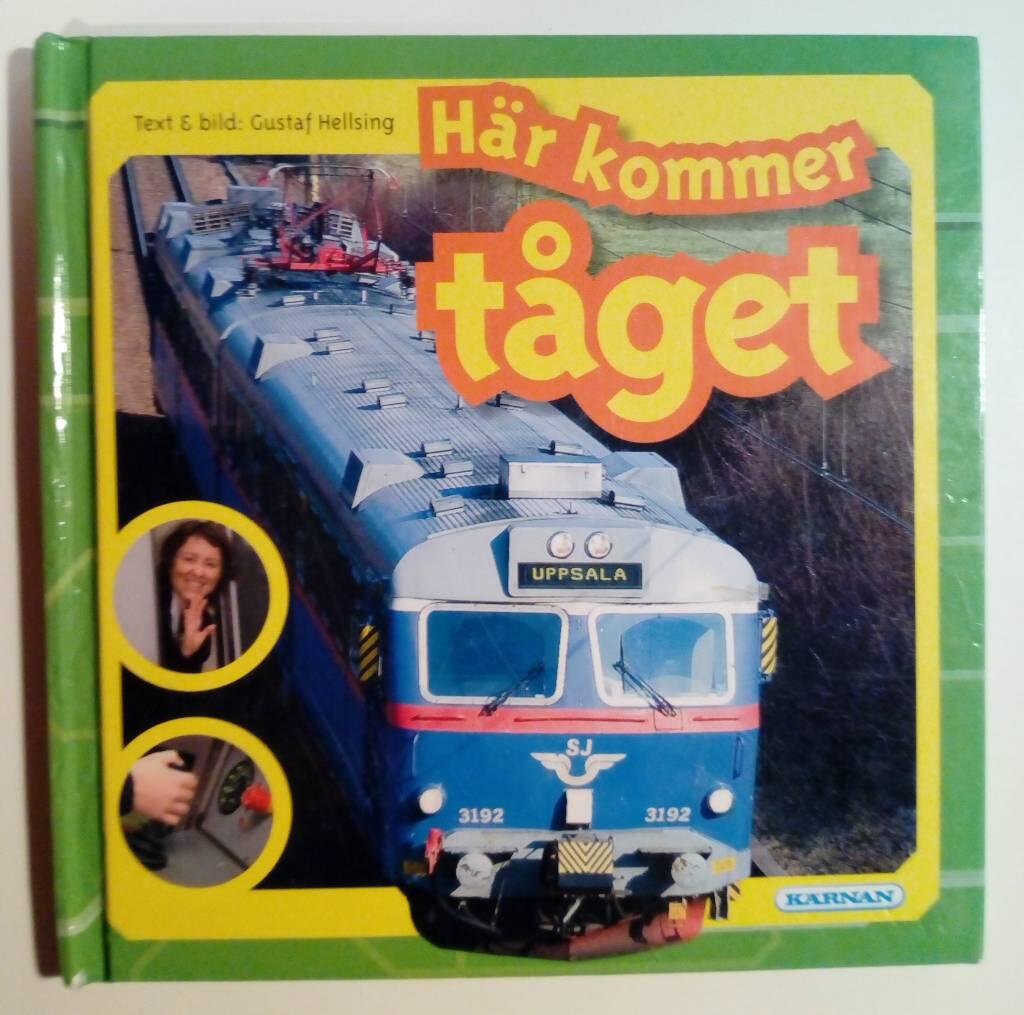 Text & bild: Gustaf Hellsing
Här kommer
tåget
UPPSALA
SJ
3192 3192
KÄRNAN